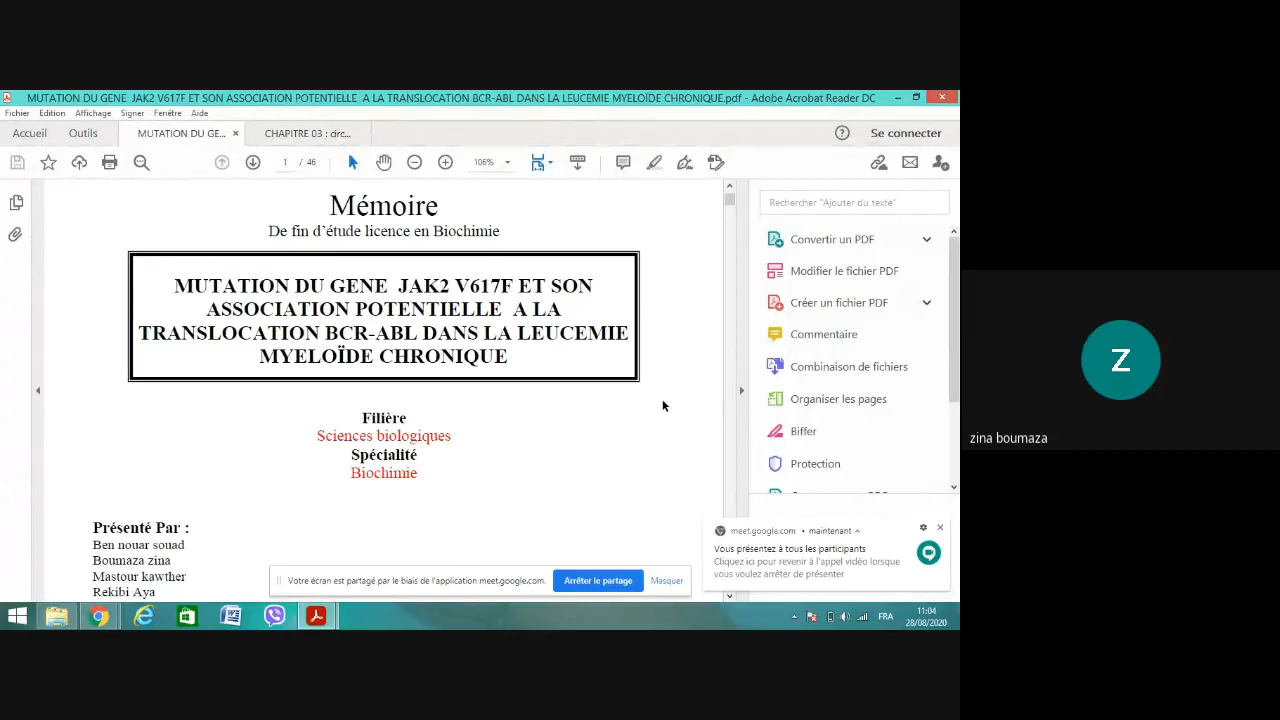 MUTATION DU GENE JAK2 V617F ET SON ASSOCIATION POTENTIELLE A LA TRANSLOCATION BCR-ABL DANS LA LEUCEMIE MYELOÏDE CHRONIQUE.pdf - Adobe Acrobat Reader DC
Fichier Edition Affichage Signer Fenêtre Aide
Accueil Outils MUTATION DU GE... × CHAPITRE 03 : circ... Se connecter
1 / 46 106%
Mémoire
De fin d'étude licence en Biochimie
MUTATION DU GENE JAK2 V617F ET SON
ASSOCIATION POTENTIELLE A LA
TRANSLOCATION BCR-ABL DANS LA LEUCEMIE
MYELOÏDE CHRONIQUE
Filière
Sciences biologiques
Spécialité
Biochimie
Présenté Par :
Ben nouar souad
Boumaza zina
Mastour kawther
Rekibi Aya
Rechercher "Ajouter du texte"
Convertir un PDF
Modifier le fichier PDF
Créer un fichier PDF
Commentaire
Combinaison de fichiers
Organiser les pages
Biffer
Protection
meet.google.com • maintenant
Vous présentez à tous les participants
Cliquez ici pour revenir à l'appel vidéo lorsque
vous voulez arrêter de présenter
Votre écran est partagé par le biais de l'application meet.google.com. Arrêter le partage Masquer
FRA 11:04
28/08/2020
Z
zina boumaza